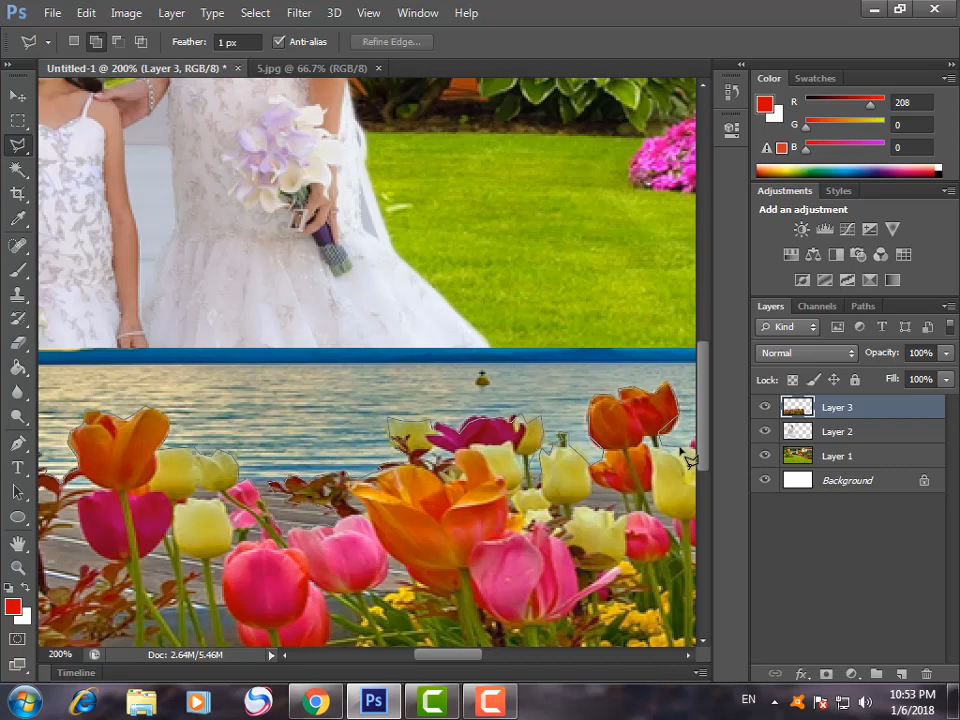 Ps File Edit Image Layer Type Select Filter 3D View Window Help
Feather: 1 px Anti-alias Refine Edge...
Untitled-1 @ 200% (Layer 3, RGB/8) * × 5.jpg @ 66.7% (RGB/8) ×
Color Swatches
R 208
G 0
B 0
Adjustments Styles
Add an adjustment
Layers Channels Paths
Kind
Normal Opacity: 100%
Lock: Fill: 100%
Layer 3
Layer 2
Layer 1
Background
200% Doc: 2.64M/5.46M
Timeline
Ps EN 10:53 PM
1/6/2018